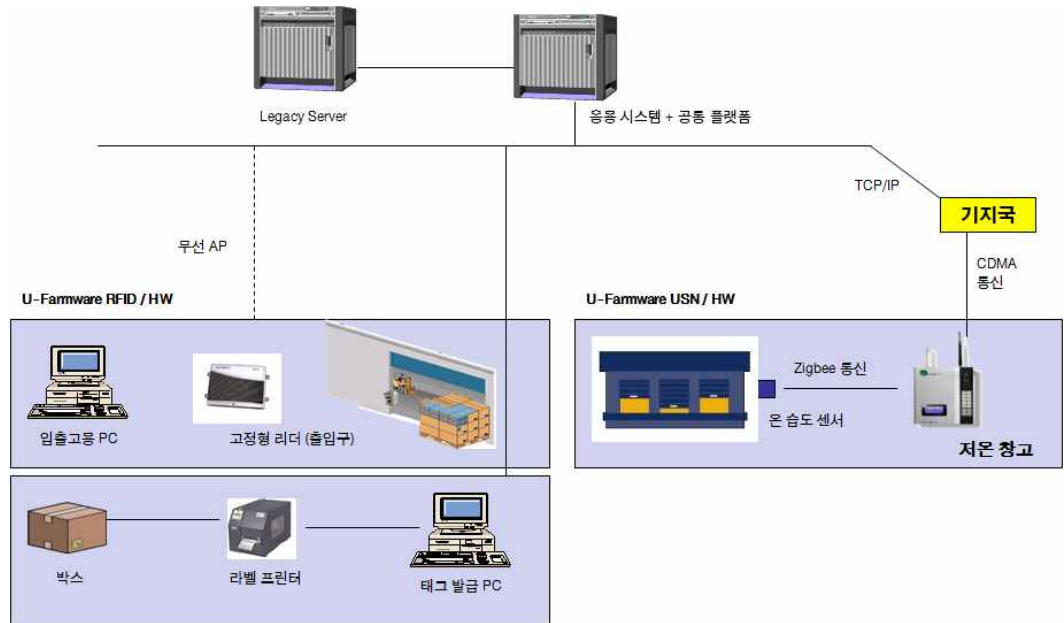 Legacy Server
응용 시스템 + 공통 플랫폼
TCP/IP
기지국
무선 AP
CDMA
통신
U-Farmware RFID / HW
U-Farmware USN / HW
입출고용 PC
고정형 리더 (출입구)
Zigbee 통신
온 습도 센서
저온 창고
박스
라벨 프린터
태그 발급 PC